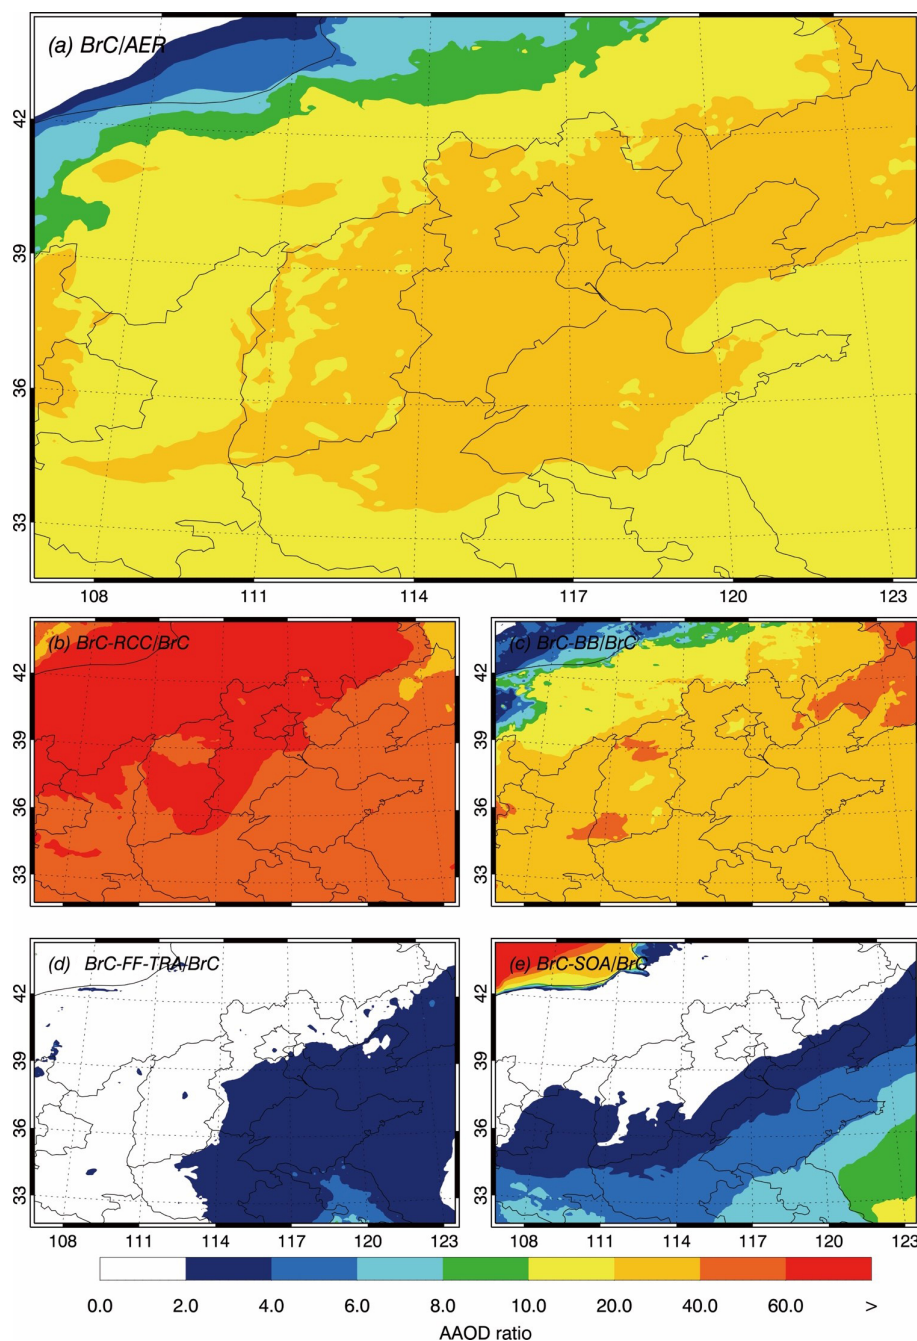 (a) BrC/AER
42
39
36
33
108 111 114 117 120 123
(b) BrC-RCC/BrC
(c) BrC-BB/BrC
42 42
39 39
36 36
33 33
(d) BrC-FF-TRA/BrC
(e) BrC-SOA/BrC
42 42
39 39
36 36
33 33
108 111 114 117 120 123 108 111 114 117 120 123
0.0 2.0 4.0 6.0 8.0 10.0 20.0 40.0 60.0 >
AAOD ratio